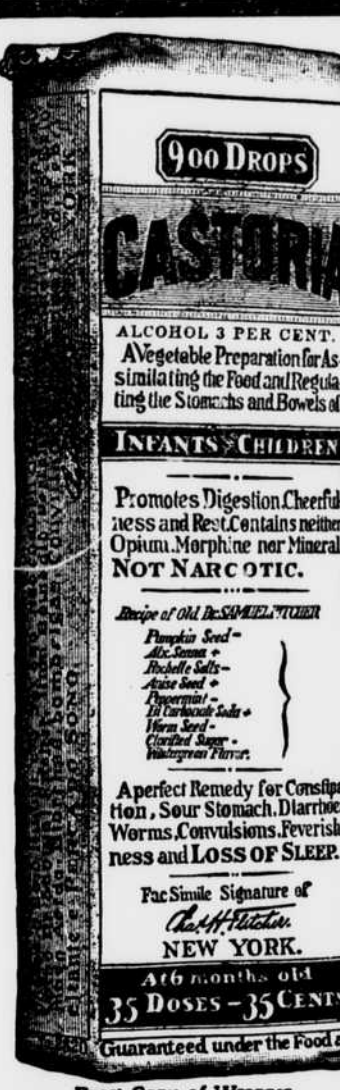 900 DROPS
CASTORIA
ALCOHOL 3 PER CENT.
AVegetable Preparation for As-
similating the Food and Regula-
ting the Stomachs and Bowels of
INFANTS CHILDREN
Promotes Digestion.Cheerful-
ness and Rest.Contains neither
Opium.Morphine nor Mineral
NOT NARCOTIC.
Recipe of Old Dr. SAMUEL PITCHER
Pumpkin Seed -
Alx. Senna +
Rochelle Salts -
Anise Seed +
Peppermint -
Carbonate Soda +
Worm Seed -
Clarified Sugar -
Wintergreen Flavor.
A perfect Remedy for Constipa
tion, Sour Stomach. Diarrhoea
Worms, Convulsions. Feverish
ness and LOSS OF SLEEP.
Fac Simile Signature of
Chas. H. Fletcher.
NEW YORK.
At 6 months old
35 DOSES - 35 CENTS
Guaranteed under the Food a